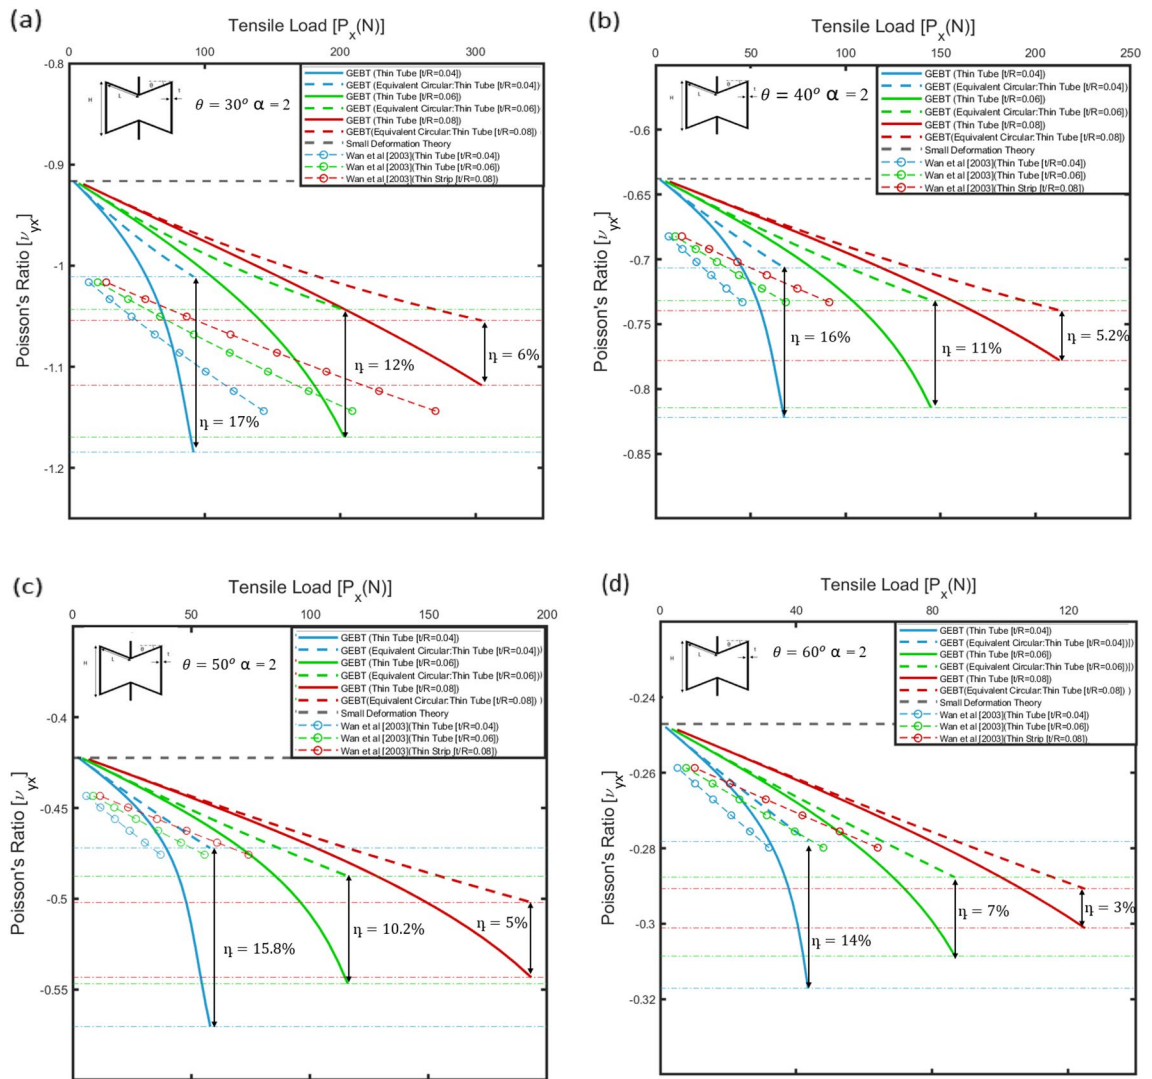 (a)
Tensile Load [Px(N)]
0 100 200 300
-0.8
-0.9
-1
-1.1
-1.2
Poisson's Ratio [νyx]
H L θ t
θ = 30o α = 2
GEBT (Thin Tube [t/R=0.04])
GEBT (Equivalent Circular:Thin Tube [t/R=0.04])
GEBT (Thin Tube [t/R=0.06])
GEBT (Equivalent Circular:Thin Tube [t/R=0.06])
GEBT (Thin Tube [t/R=0.08])
GEBT(Equivalent Circular:Thin Tube [t/R=0.08])
Small Deformation Theory
Wan et al [2003](Thin Tube [t/R=0.04])
Wan et al [2003](Thin Tube [t/R=0.06])
Wan et al [2003](Thin Strip [t/R=0.08])
η = 17%
η = 12%
η = 6%
(b)
Tensile Load [Px(N)]
0 50 100 150 200 250
-0.6
-0.65
-0.7
-0.75
-0.8
-0.85
Poisson's Ratio [νyx]
H L θ t
θ = 40o α = 2
GEBT (Thin Tube [t/R=0.04])
GEBT (Equivalent Circular:Thin Tube [t/R=0.04])
GEBT (Thin Tube [t/R=0.06])
GEBT (Equivalent Circular:Thin Tube [t/R=0.06])
GEBT (Thin Tube [t/R=0.08])
GEBT(Equivalent Circular:Thin Tube [t/R=0.08])
Small Deformation Theory
Wan et al [2003](Thin Tube [t/R=0.04])
Wan et al [2003](Thin Tube [t/R=0.06])
Wan et al [2003](Thin Strip [t/R=0.08])
η = 16%
η = 11%
η = 5.2%
(c)
Tensile Load [Px(N)]
0 50 100 150 200
-0.4
-0.45
-0.5
-0.55
Poisson's Ratio [νyx]
H L θ t
θ = 50o α = 2
GEBT (Thin Tube [t/R=0.04])
GEBT (Equivalent Circular:Thin Tube [t/R=0.04]))
GEBT (Thin Tube [t/R=0.06])
GEBT (Equivalent Circular:Thin Tube [t/R=0.06]))
GEBT (Thin Tube [t/R=0.08])
GEBT(Equivalent Circular:Thin Tube [t/R=0.08]) )
Small Deformation Theory
Wan et al [2003](Thin Tube [t/R=0.04])
Wan et al [2003](Thin Tube [t/R=0.06])
Wan et al [2003](Thin Strip [t/R=0.08])
η = 15.8%
η = 10.2%
η = 5%
(d)
Tensile Load [Px(N)]
0 40 80 120
-0.24
-0.26
-0.28
-0.3
-0.32
Poisson's Ratio [νyx]
H L θ t
θ = 60o α = 2
GEBT (Thin Tube [t/R=0.04])
GEBT (Equivalent Circular:Thin Tube [t/R=0.04])])
GEBT (Thin Tube [t/R=0.06])
GEBT (Equivalent Circular:Thin Tube [t/R=0.06])])
GEBT (Thin Tube [t/R=0.08])
GEBT(Equivalent Circular:Thin Tube [t/R=0.08]) )
Small Deformation Theory
Wan et al [2003](Thin Tube [t/R=0.04])
Wan et al [2003](Thin Tube [t/R=0.06])
Wan et al [2003](Thin Strip [t/R=0.08])
η = 14%
η = 7%
η = 3%